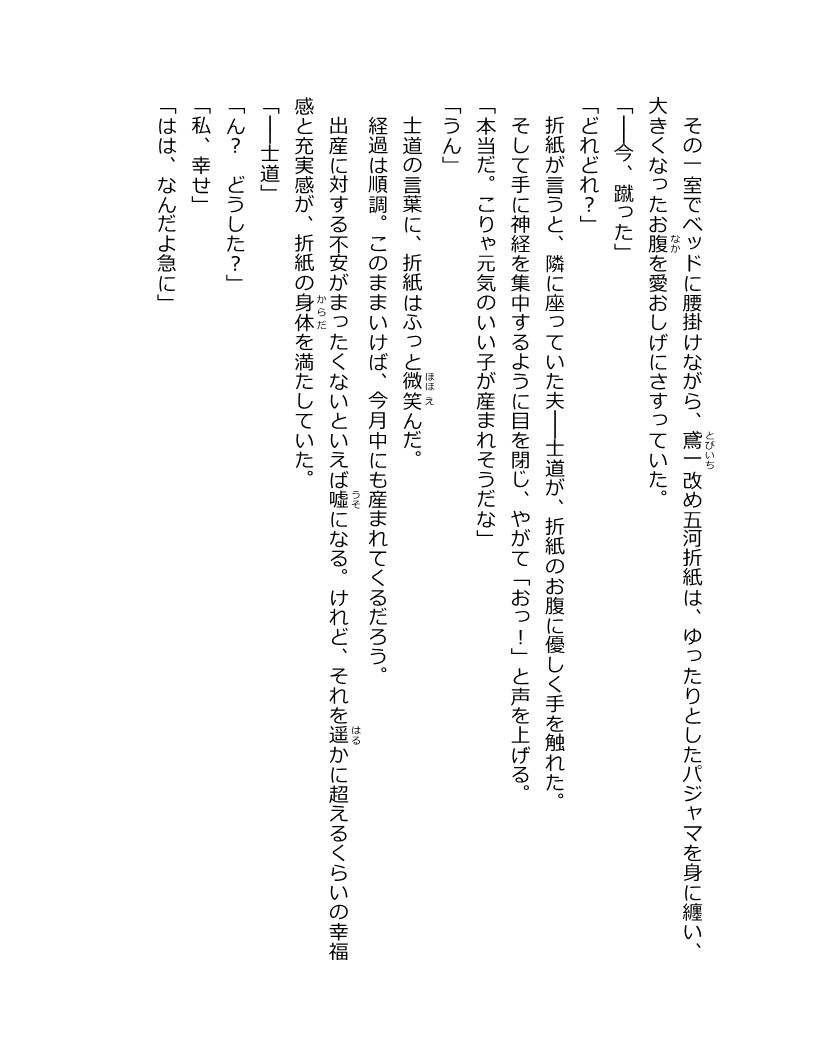 その一室でベッドに腰掛けながら、鳶一改め五河折紙は、ゆったりとしたパジャマを身に纏い、
大きくなったお腹を愛おしげにさすっていた。
「――今、蹴った」
「どれどれ？」
　折紙が言うと、隣に座っていた夫――士道が、折紙のお腹に優しく手を触れた。
　そして手に神経を集中するように目を閉じ、やがて「おっ！」と声を上げる。
「本当だ。こりゃ元気のいい子が産まれそうだな」
「うん」
　士道の言葉に、折紙はふっと微笑んだ。
　経過は順調。このままいけば、今月中にも産まれてくるだろう。
　出産に対する不安がまったくないといえば嘘になる。けれど、それを遥かに超えるくらいの幸福
感と充実感が、折紙の身体を満たしていた。
「――士道」
「ん？　どうした？」
「私、幸せ」
「はは、なんだよ急に」